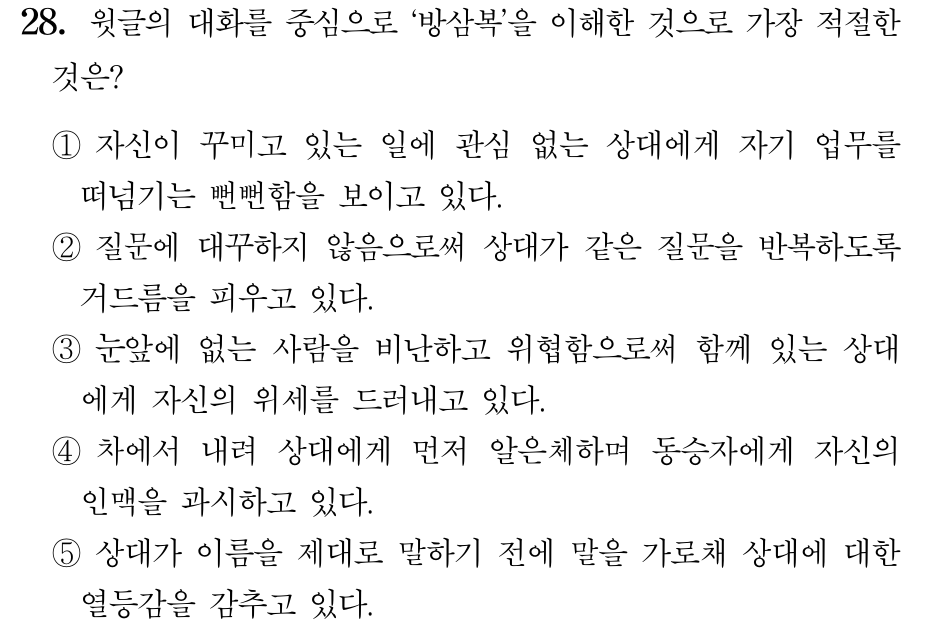 28. 윗글의 대화를 중심으로 ‘방삼복’을 이해한 것으로 가장 적절한
것은?
① 자신이 꾸미고 있는 일에 관심 없는 상대에게 자기 업무를
떠넘기는 뻔뻔함을 보이고 있다.
② 질문에 대꾸하지 않음으로써 상대가 같은 질문을 반복하도록
거드름을 피우고 있다.
③ 눈앞에 없는 사람을 비난하고 위협함으로써 함께 있는 상대
에게 자신의 위세를 드러내고 있다.
④ 차에서 내려 상대에게 먼저 알은체하며 동승자에게 자신의
인맥을 과시하고 있다.
⑤ 상대가 이름을 제대로 말하기 전에 말을 가로채 상대에 대한
열등감을 감추고 있다.